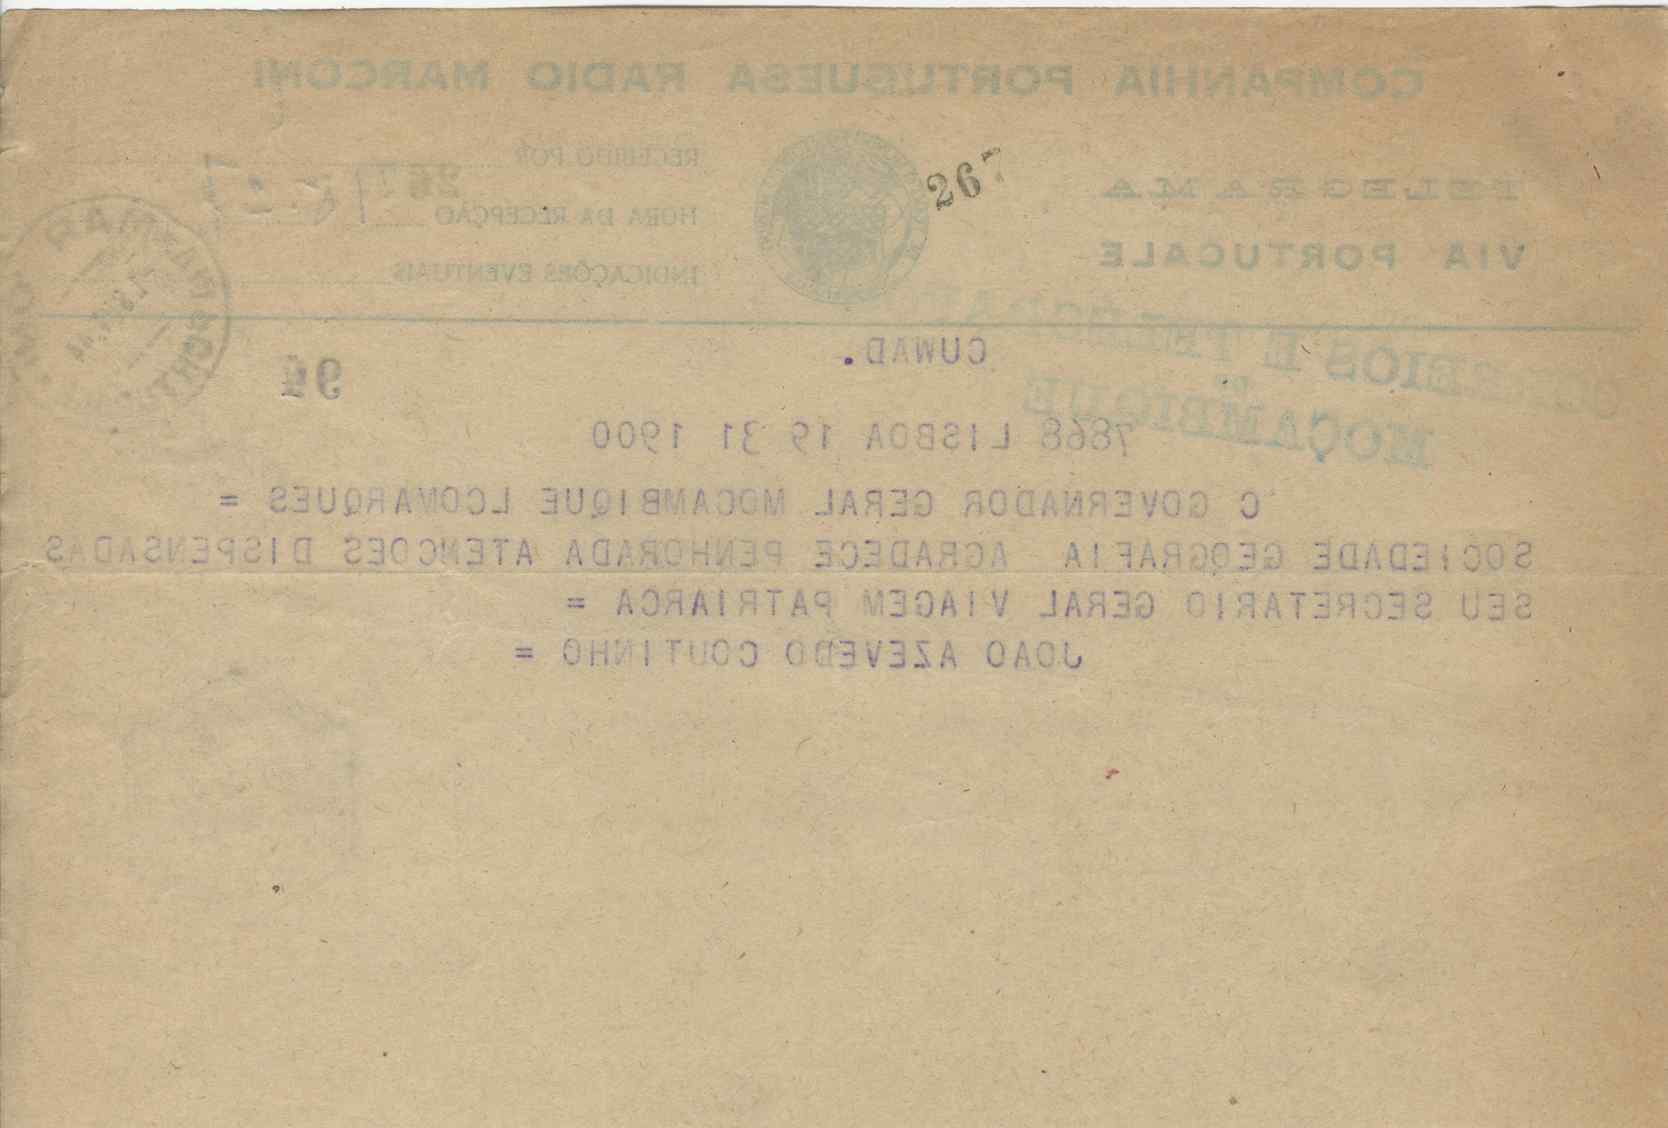 COMPANHIA PORTUGUESA RADIO MARCONI
TELEGRAMA
VIA PORTUCALE
267
RECEBIDO POR
267
HORA DA RECEPÇÃO
INDICAÇÕES EVENTUAIS
CORREIOS E
MOÇAMBIQUE
CUWAD.
7868 LISBOA 19 31 1900
C GOVERNADOR GERAL MOCAMBIQUE LCOMARQUES =
SOCIEDADE GEOGRAFIA AGRADECE PENHORADA ATENCOES DISPENSADAS
SEU SECRETARIO GERAL VIAGEM PATRIARCA =
JOAO AZEVEDO COUTINHO =